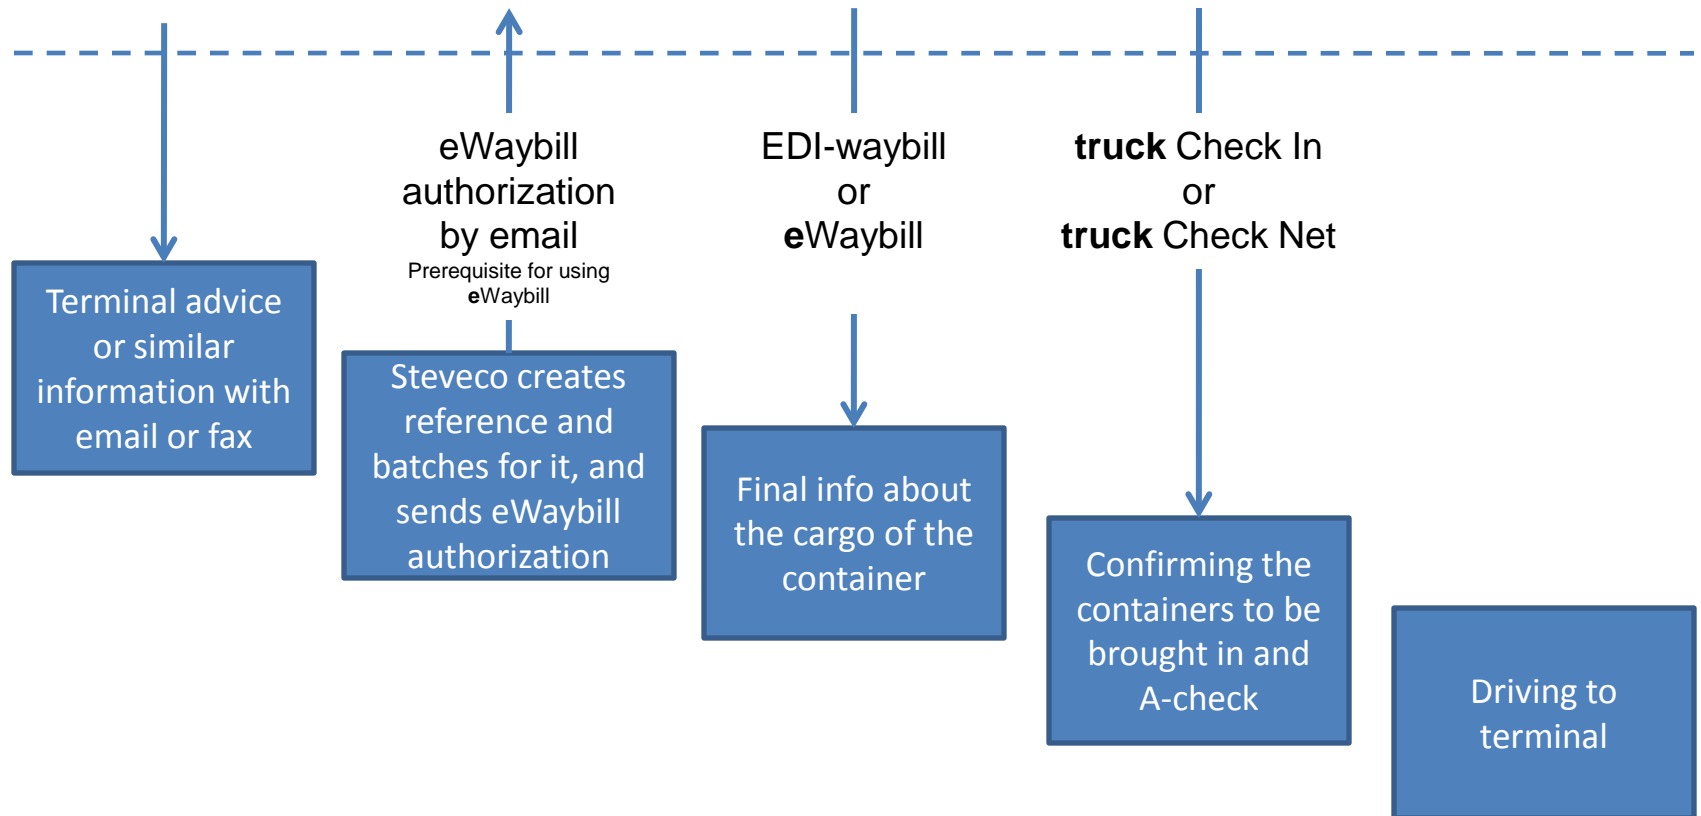 Terminal advice
or similar
information with
email or fax
eWaybill
authorization
by email
Prerequisite for using
eWaybill
Steveco creates
reference and
batches for it, and
sends eWaybill
authorization
EDI-waybill
or
eWaybill
Final info about
the cargo of the
container
truck Check In
or
truck Check Net
Confirming the
containers to be
brought in and
A-check
Driving to
terminal